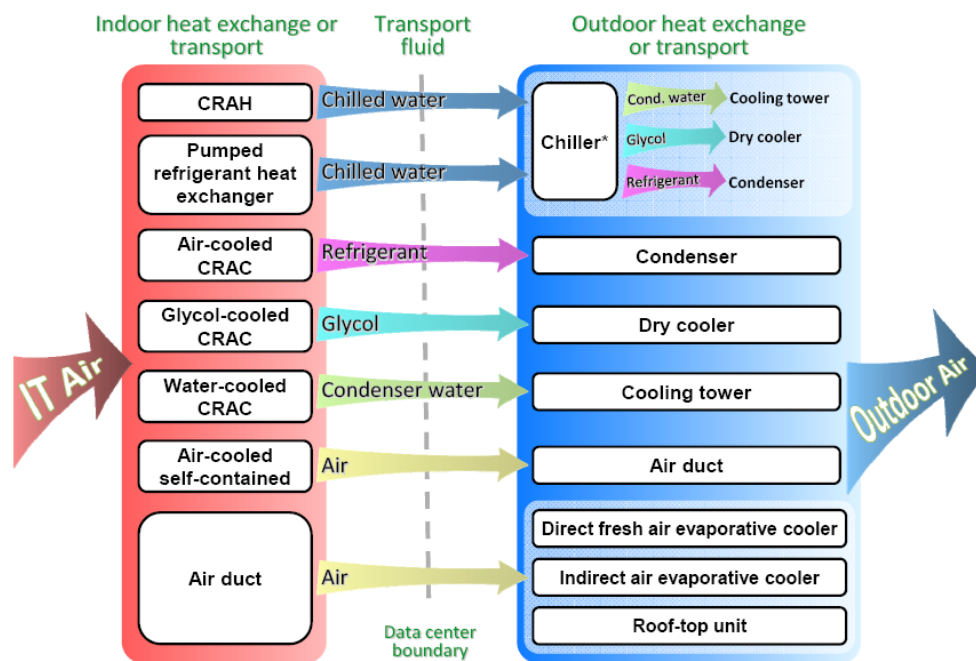 Indoor heat exchange or
transport
Transport
fluid
Outdoor heat exchange
or transport
CRAH
Chilled water
Chiller*
Cond. water
Cooling tower
Glycol
Dry cooler
Refrigerant
Condenser
Pumped
refrigerant heat
exchanger
Chilled water
Air-cooled
CRAC
Refrigerant
Condenser
Glycol-cooled
CRAC
Glycol
Dry cooler
IT Air
Water-cooled
CRAC
Condenser water
Cooling tower
Outdoor Air
Air-cooled
self-contained
Air
Air duct
Air duct
Air
Direct fresh air evaporative cooler
Indirect air evaporative cooler
Roof-top unit
Data center
boundary